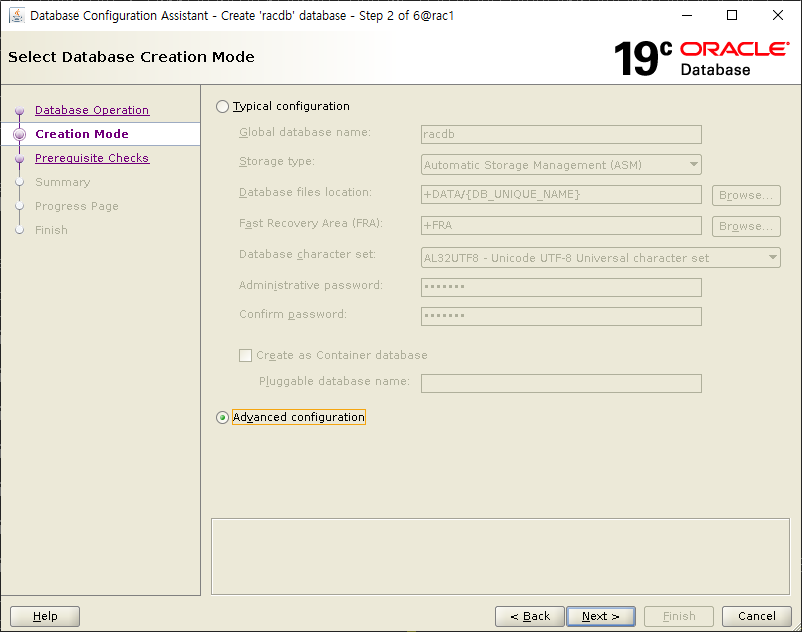 Database Configuration Assistant - Create 'racdb' database - Step 2 of 6@rac1
Select Database Creation Mode
19c ORACLE
Database
Database Operation
Creation Mode
Prerequisite Checks
Summary
Progress Page
Finish
Typical configuration
Global database name: racdb
Storage type: Automatic Storage Management (ASM)
Database files location: +DATA/{DB_UNIQUE_NAME} Browse...
Fast Recovery Area (FRA): +FRA Browse...
Database character set: AL32UTF8 - Unicode UTF-8 Universal character set
Administrative password: •••••••
Confirm password: •••••••
Create as Container database
Pluggable database name:
Advanced configuration
Help < Back Next > Finish Cancel